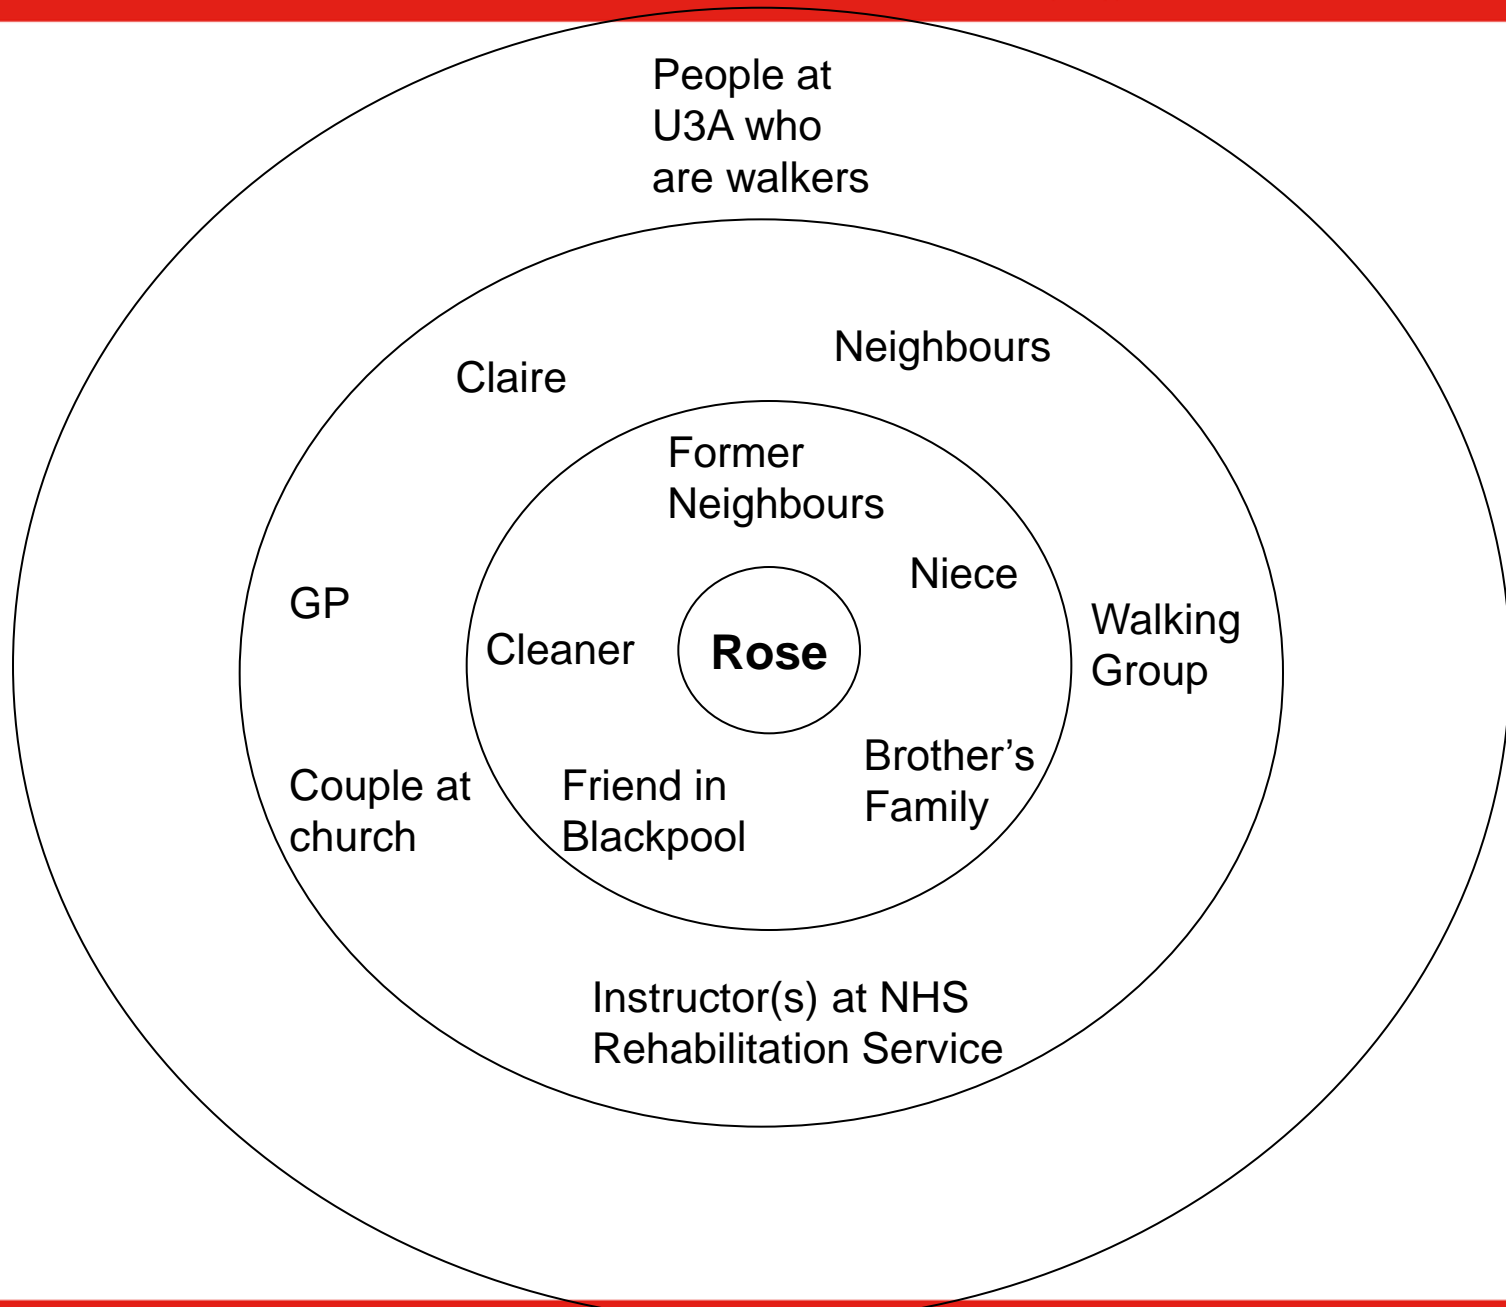 People at
U3A who
are walkers
Neighbours
Claire
Former
Neighbours
Niece
GP
Walking
Group
Cleaner
Rose
Brother’s
Family
Couple at
church
Friend in
Blackpool
Instructor(s) at NHS
Rehabilitation Service